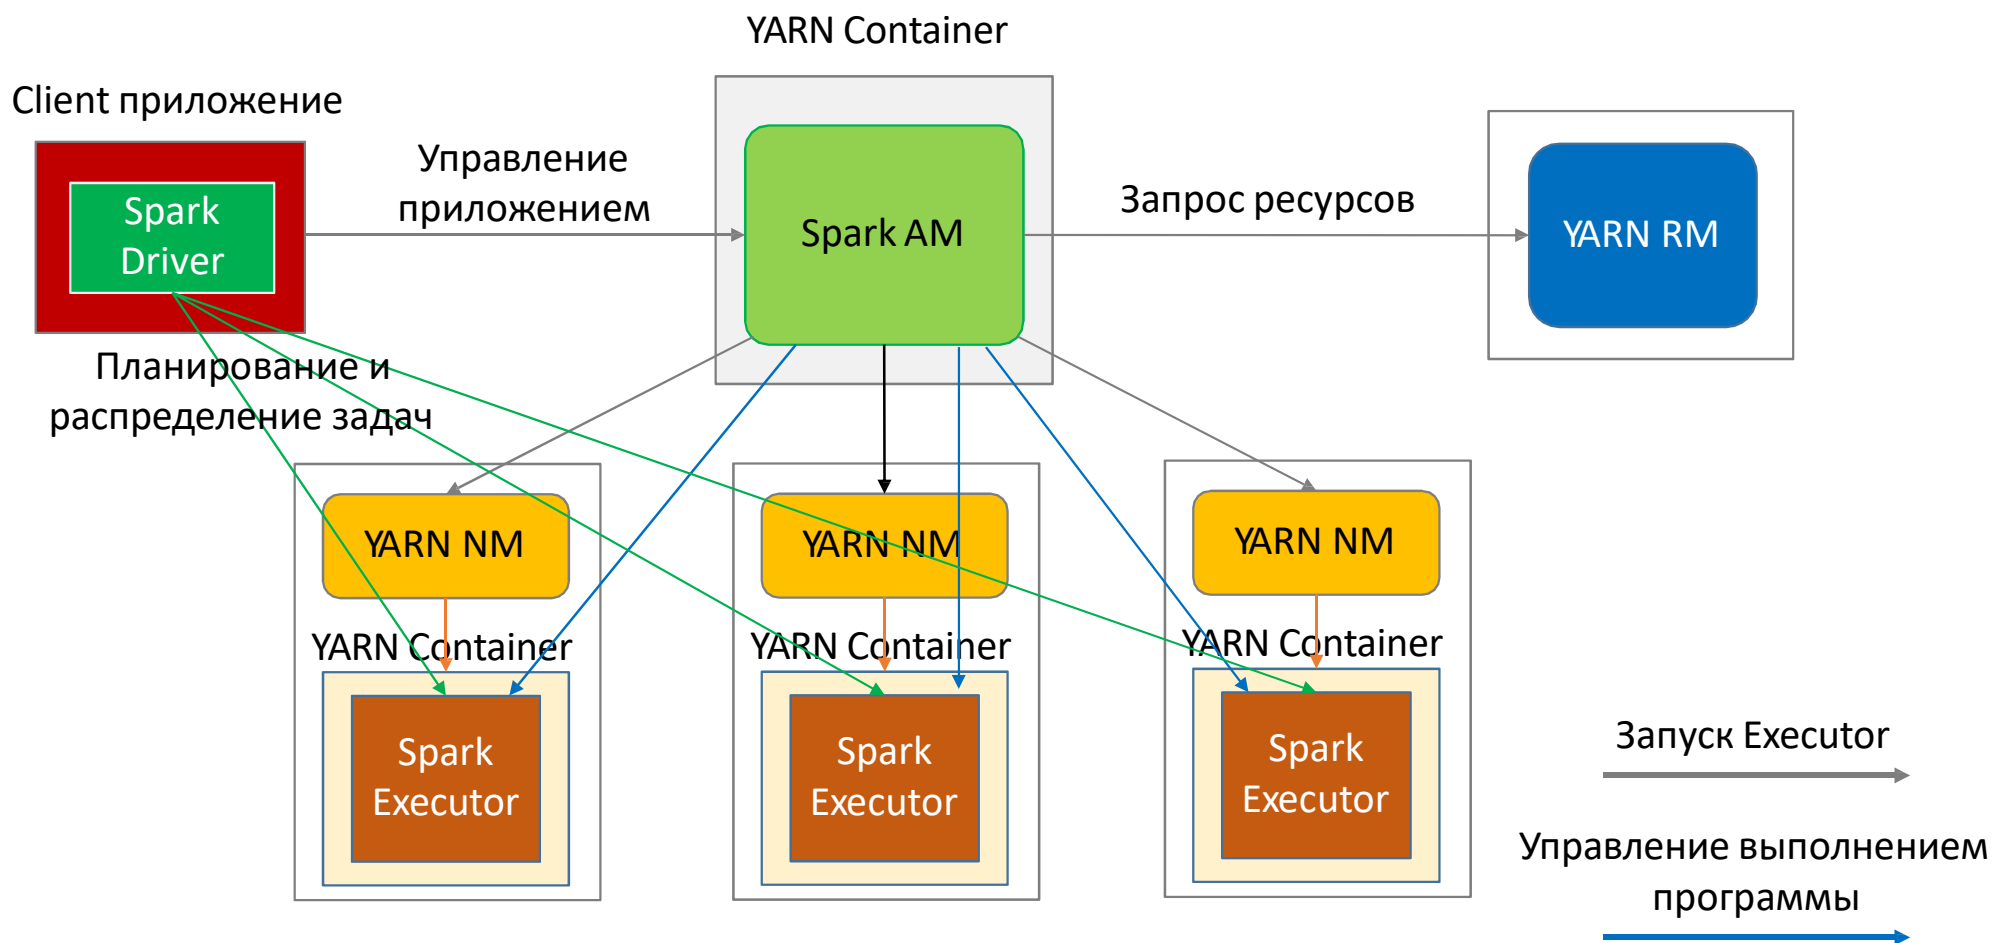 YARN Container
Client приложение
Управление
приложением
Запрос ресурсов
Spark
Driver
Spark AM
YARN RM
Планирование и
распределение задач
YARN NM
YARN NM
YARN NM
YARN Container
YARN Container
YARN Container
Spark
Executor
Spark
Executor
Spark
Executor
Запуск Executor
Управление выполнением
программы